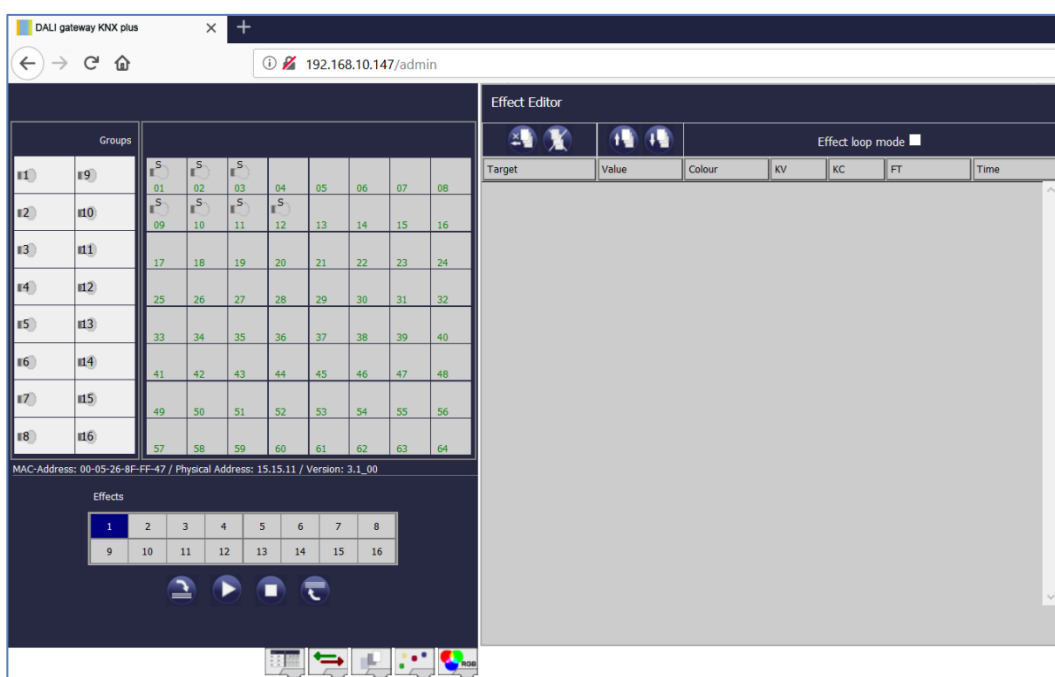 DALI gateway KNX plus
192.168.10.147/admin
Effect Editor
Groups
Effect loop mode
Target Value Colour KV KC FT Time
1 9
2 10
3 11
4 12
5 13
6 14
7 15
8 16
S S S
01 02 03 04 05 06 07 08
S S S S
09 10 11 12 13 14 15 16
17 18 19 20 21 22 23 24
25 26 27 28 29 30 31 32
33 34 35 36 37 38 39 40
41 42 43 44 45 46 47 48
49 50 51 52 53 54 55 56
57 58 59 60 61 62 63 64
MAC-Address: 00-05-26-8F-FF-47 / Physical Address: 15.15.11 / Version: 3.1_00
Effects
1 2 3 4 5 6 7 8
9 10 11 12 13 14 15 16
RGB